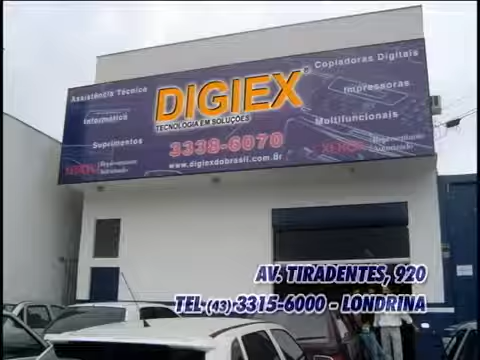 Assistência Técnica
Informática
Suprimentos
XEROX
DIGIEX
TECNOLOGIA EM SOLUÇÕES
3338-6070
www.digiexdobrasil.com.Br
Copiadoras Digitais
Impressoras
Multifuncionais
XEROX
AV. TIRADENTES, 920
TEL (43) 3315-6000 - LONDRINA